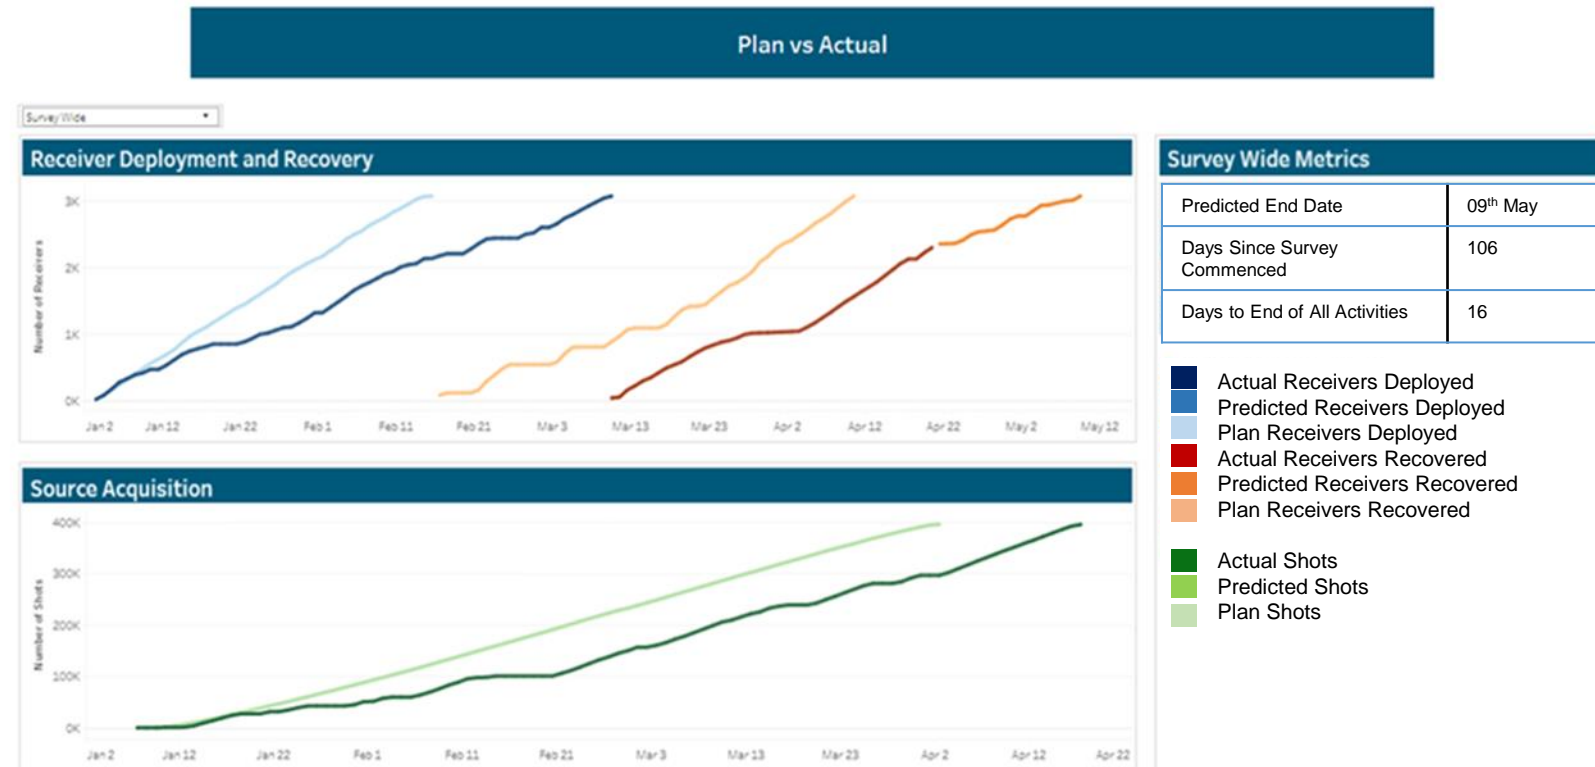 Plan vs Actual
Survey Wide
Receiver Deployment and Recovery
Number of Receivers
3K
2K
1K
0K
Jan 2 Jan 12 Jan 22 Feb 1 Feb 11 Feb 21 Mar 3 Mar 13 Mar 23 Apr 2 Apr 12 Apr 22 May 2 May 12
Source Acquisition
Number of Shots
400K
300K
200K
100K
0K
Jan 2 Jan 12 Jan 22 Feb 1 Feb 11 Feb 21 Mar 3 Mar 13 Mar 23 Apr 2 Apr 12 Apr 22
Survey Wide Metrics
Predicted End Date 09th May
Days Since Survey 106
Commenced
Days to End of All Activities 16
Actual Receivers Deployed
Predicted Receivers Deployed
Plan Receivers Deployed
Actual Receivers Recovered
Predicted Receivers Recovered
Plan Receivers Recovered
Actual Shots
Predicted Shots
Plan Shots